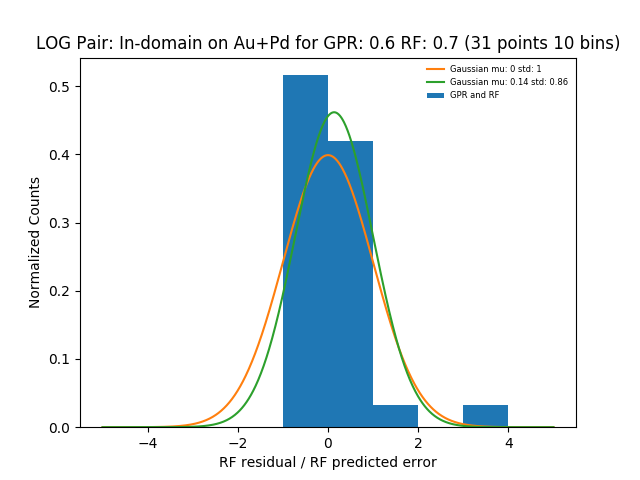 LOG Pair: In-domain on Au+Pd for GPR: 0.6 RF: 0.7 (31 points 10 bins)
Gaussian mu: 0 std: 1
Gaussian mu: 0.14 std: 0.86
GPR and RF
Normalized Counts
0.5
0.4
0.3
0.2
0.1
0.0
−4 −2 0 2 4
RF residual / RF predicted error